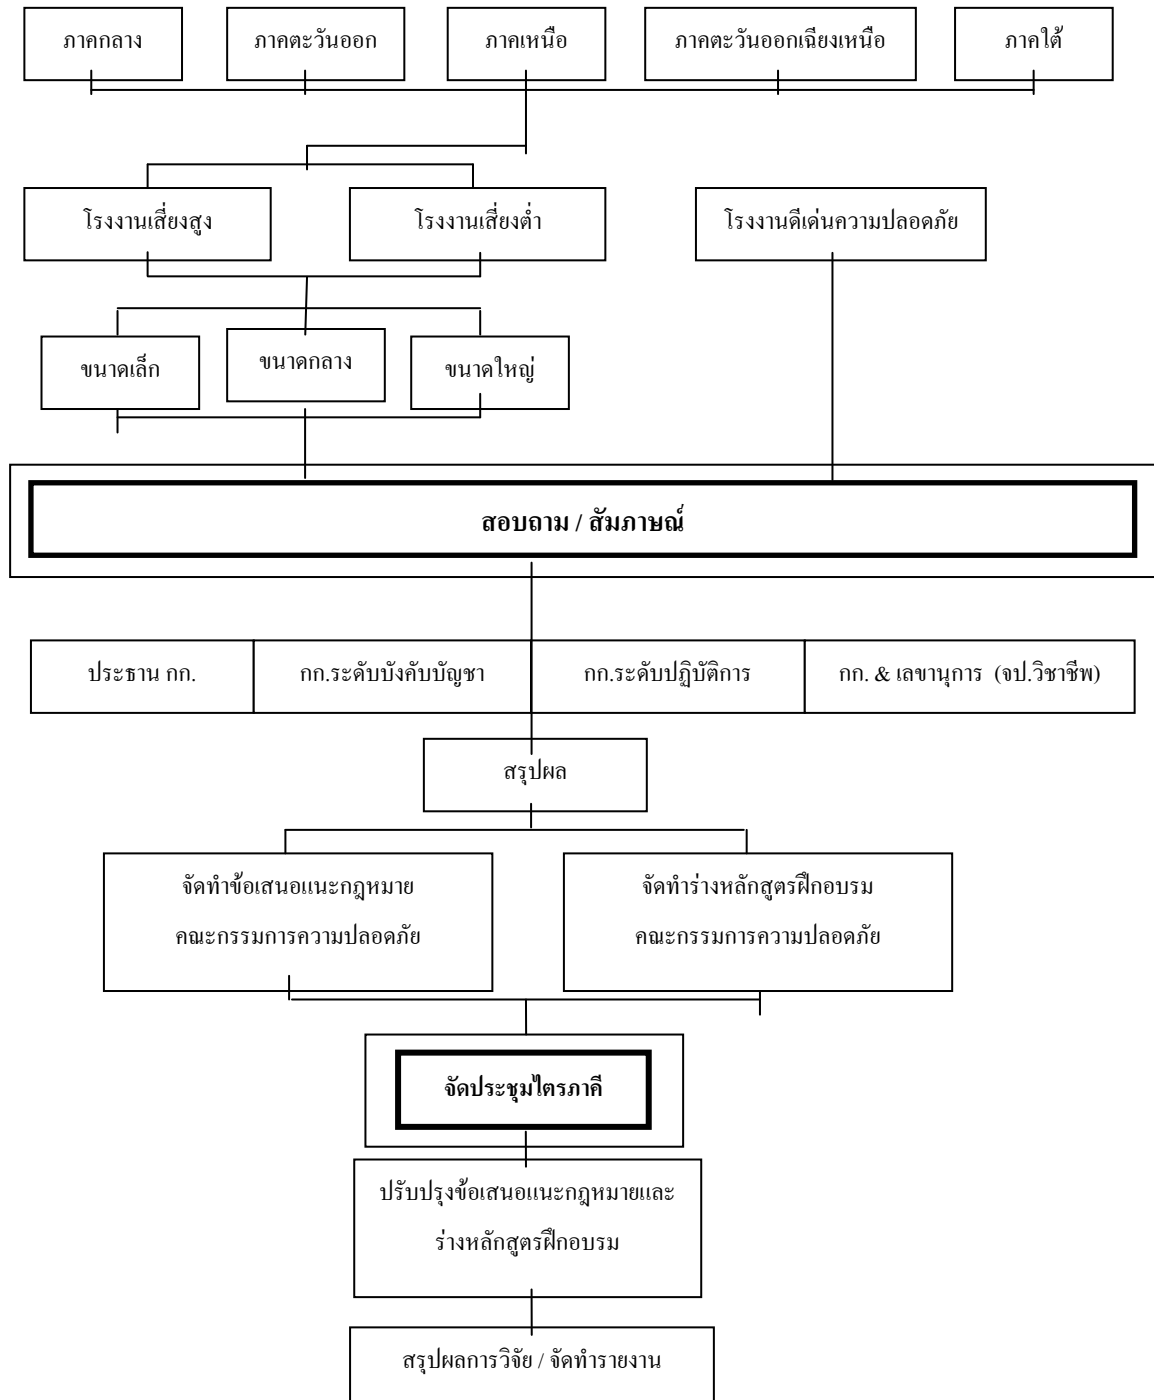 ภาคกลาง
ภาคตะวันออก
ภาคเหนือ
ภาคตะวันออกเฉียงเหนือ
ภาคใต้
โรงงานเสี่ยงสูง
โรงงานเสี่ยงต่ำ
โรงงานดีเด่นความปลอดภัย
ขนาดเล็ก
ขนาดกลาง
ขนาดใหญ่
สอบถาม / สัมภาษณ์
ประธาน กก.
กก.ระดับบังคับบัญชา
กก.ระดับปฏิบัติการ
กก. & เลขานุการ (จป.วิชาชีพ)
สรุปผล
จัดทำข้อเสนอแนะกฎหมาย
คณะกรรมการความปลอดภัย
จัดทำร่างหลักสูตรฝึกอบรม
คณะกรรมการความปลอดภัย
จัดประชุมไตรภาคี
ปรับปรุงข้อเสนอแนะกฎหมายและ
ร่างหลักสูตรฝึกอบรม
สรุปผลการวิจัย / จัดทำรายงาน